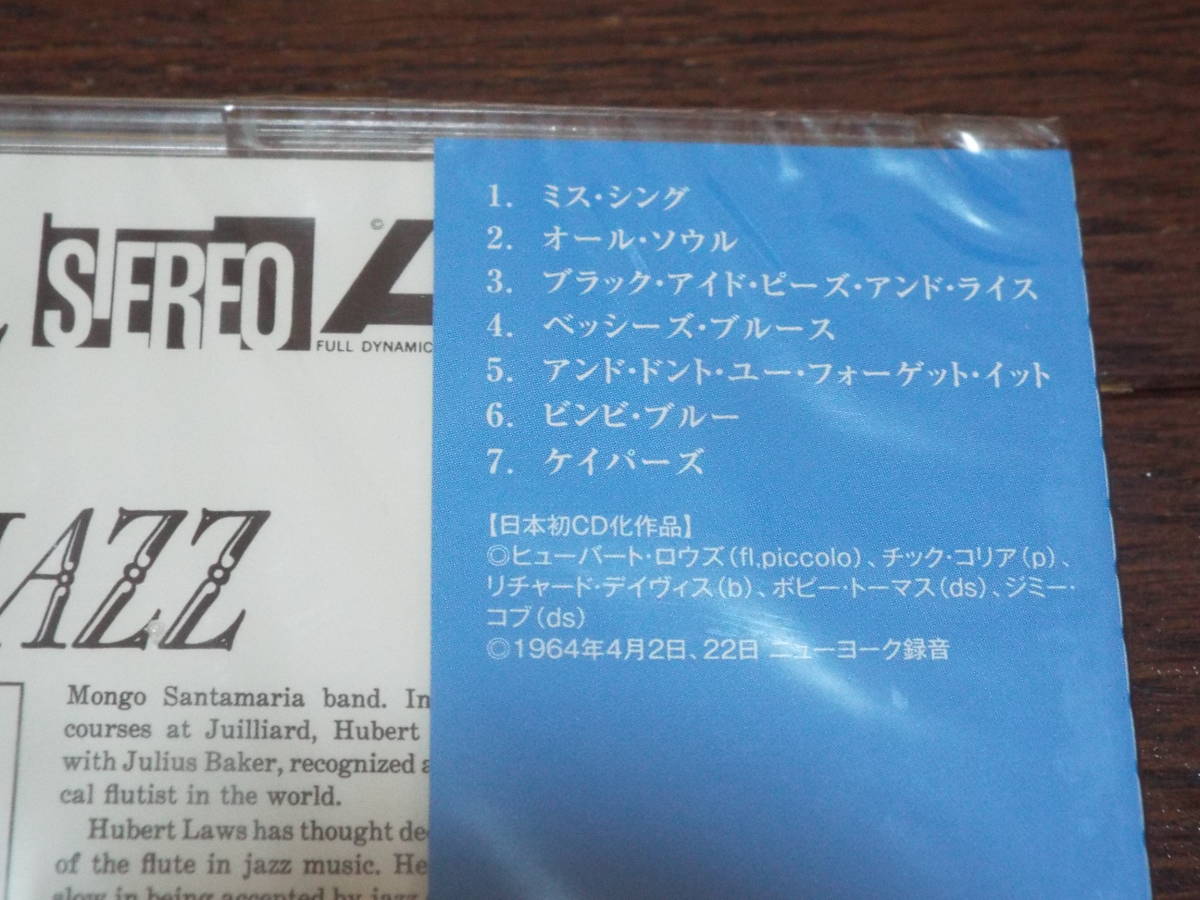 STEREO
FULL DYNAMIC
JAZZ
Mongo Santamaria band. In
courses at Juilliard, Hubert
with Julius Baker, recognized a
cal flutist in the world.
Hubert Laws has thought de
of the flute in jazz music. He
slow in being accepted by jazz
1. ミス・シング
2. オール・ソウル
3. ブラック・アイド・ピーズ・アンド・ライス
4. ベッシーズ・ブルース
5. アンド・ドント・ユー・フォーゲット・イット
6. ビンビ・ブルー
7. ケイパーズ
【日本初CD化作品】
◎ヒューバート・ロウズ(fl,piccolo)、チック・コリア(p)、
リチャード・デイヴィス(b)、ボビー・トーマス(ds)、ジミー・
コブ(ds)
◎1964年4月2日、22日 ニューヨーク録音